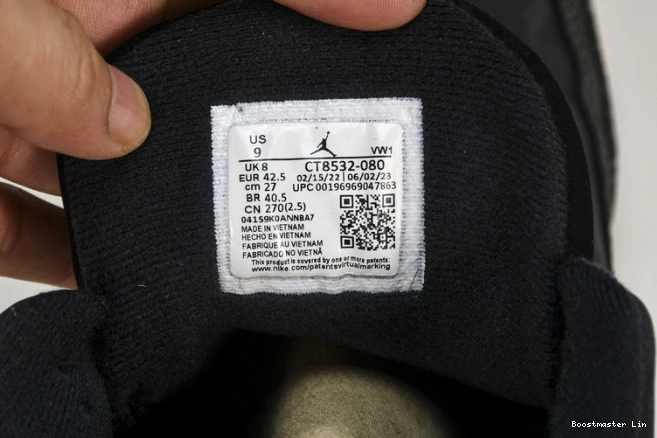 US
9
VW1
UK 8
CT8532-080
EUR 42.5
02/15/22 | 06/02/23
cm 27
UPC 00196969047863
BR 40.5
CN 270(2.5)
041S9K0ANNBA7
MADE IN VIETNAM
HECHO EN VIETNAM
FABRIQUE AU VIETNAM
FABRICADO NO VIETNÃ
This product is covered by one or more patents:
www.nike.com/patentsvirtualmarking
Boostmaster Lin